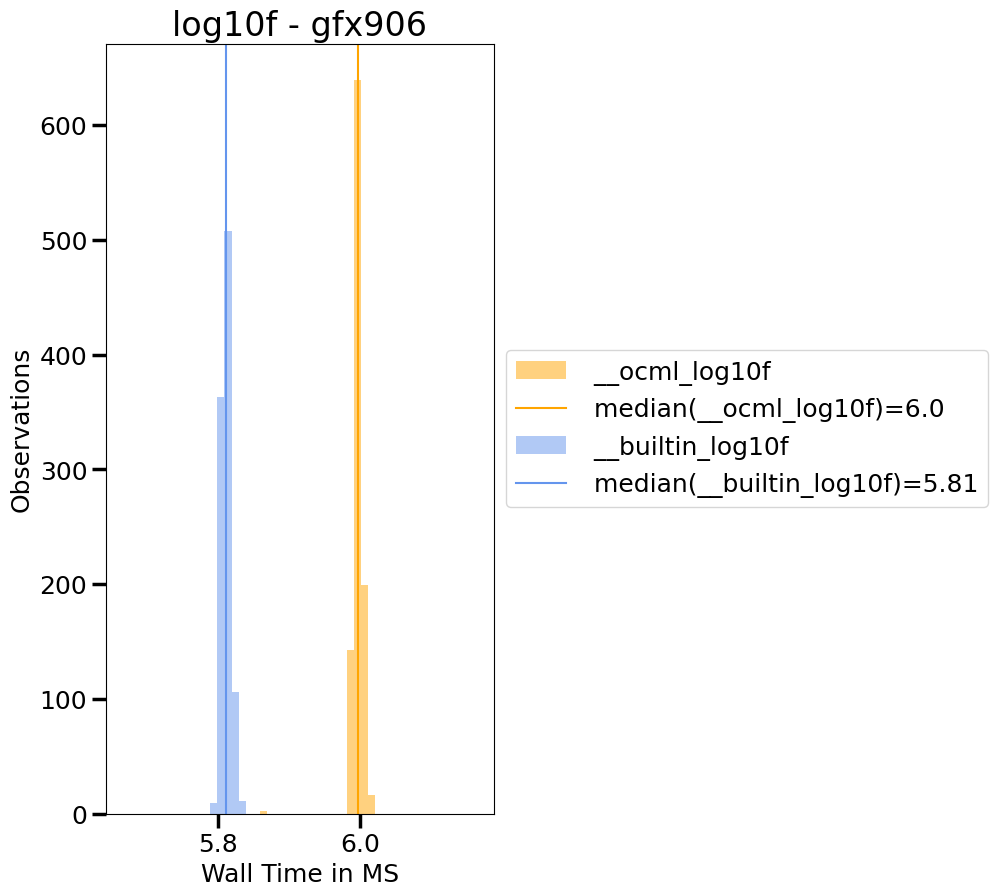 log10f - gfx906
600
500
400
300
200
100
0
Observations
5.8 6.0
Wall Time in MS
__ocml_log10f
median(__ocml_log10f)=6.0
__builtin_log10f
median(__builtin_log10f)=5.81